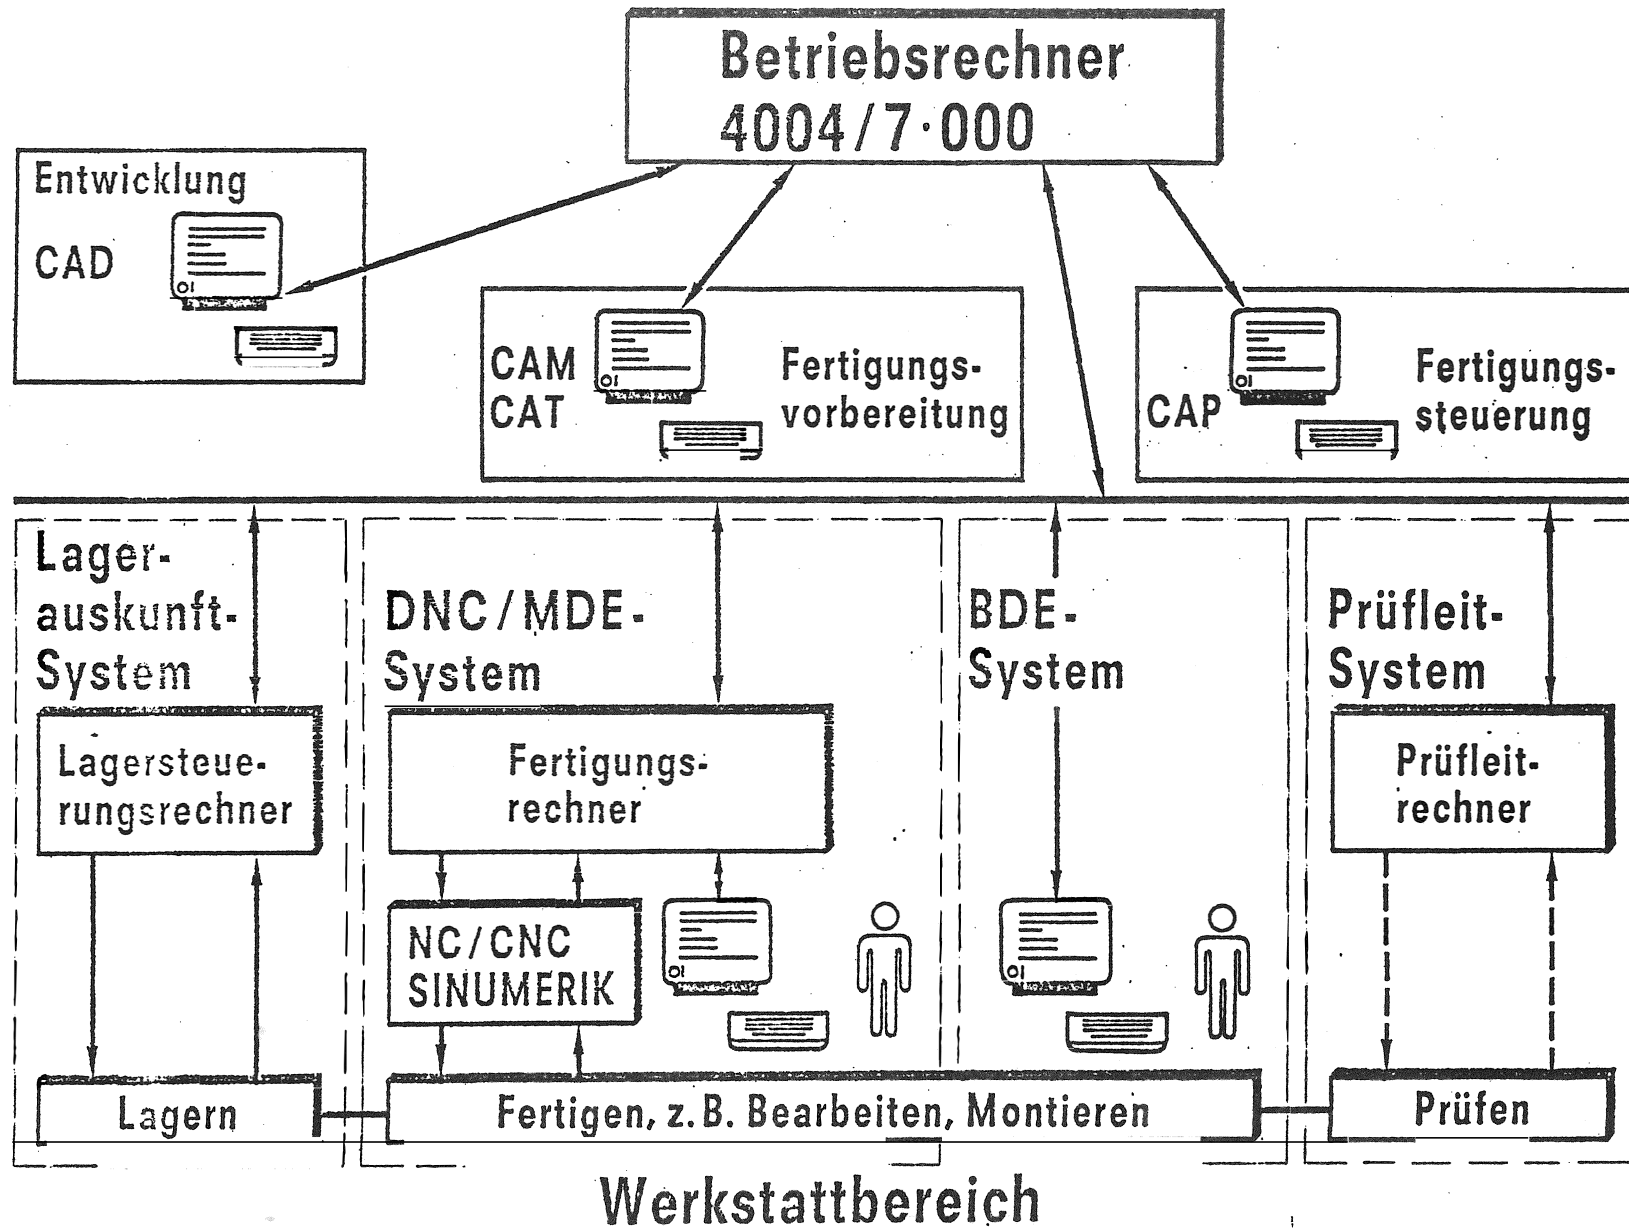 Betriebsrechner
4004/7·000
Entwicklung
CAD
CAM
CAT
Fertigungs-
vorbereitung
CAP
Fertigungs-
steuerung
Lager-
auskunft-
System
DNC/MDE-
System
BDE-
System
Prüfleit-
System
Lagersteue-
rungsrechner
Fertigungs-
rechner
Prüfleit-
rechner
NC/CNC
SINUMERIK
Lagern
Fertigen, z.B. Bearbeiten, Montieren
Prüfen
Werkstattbereich